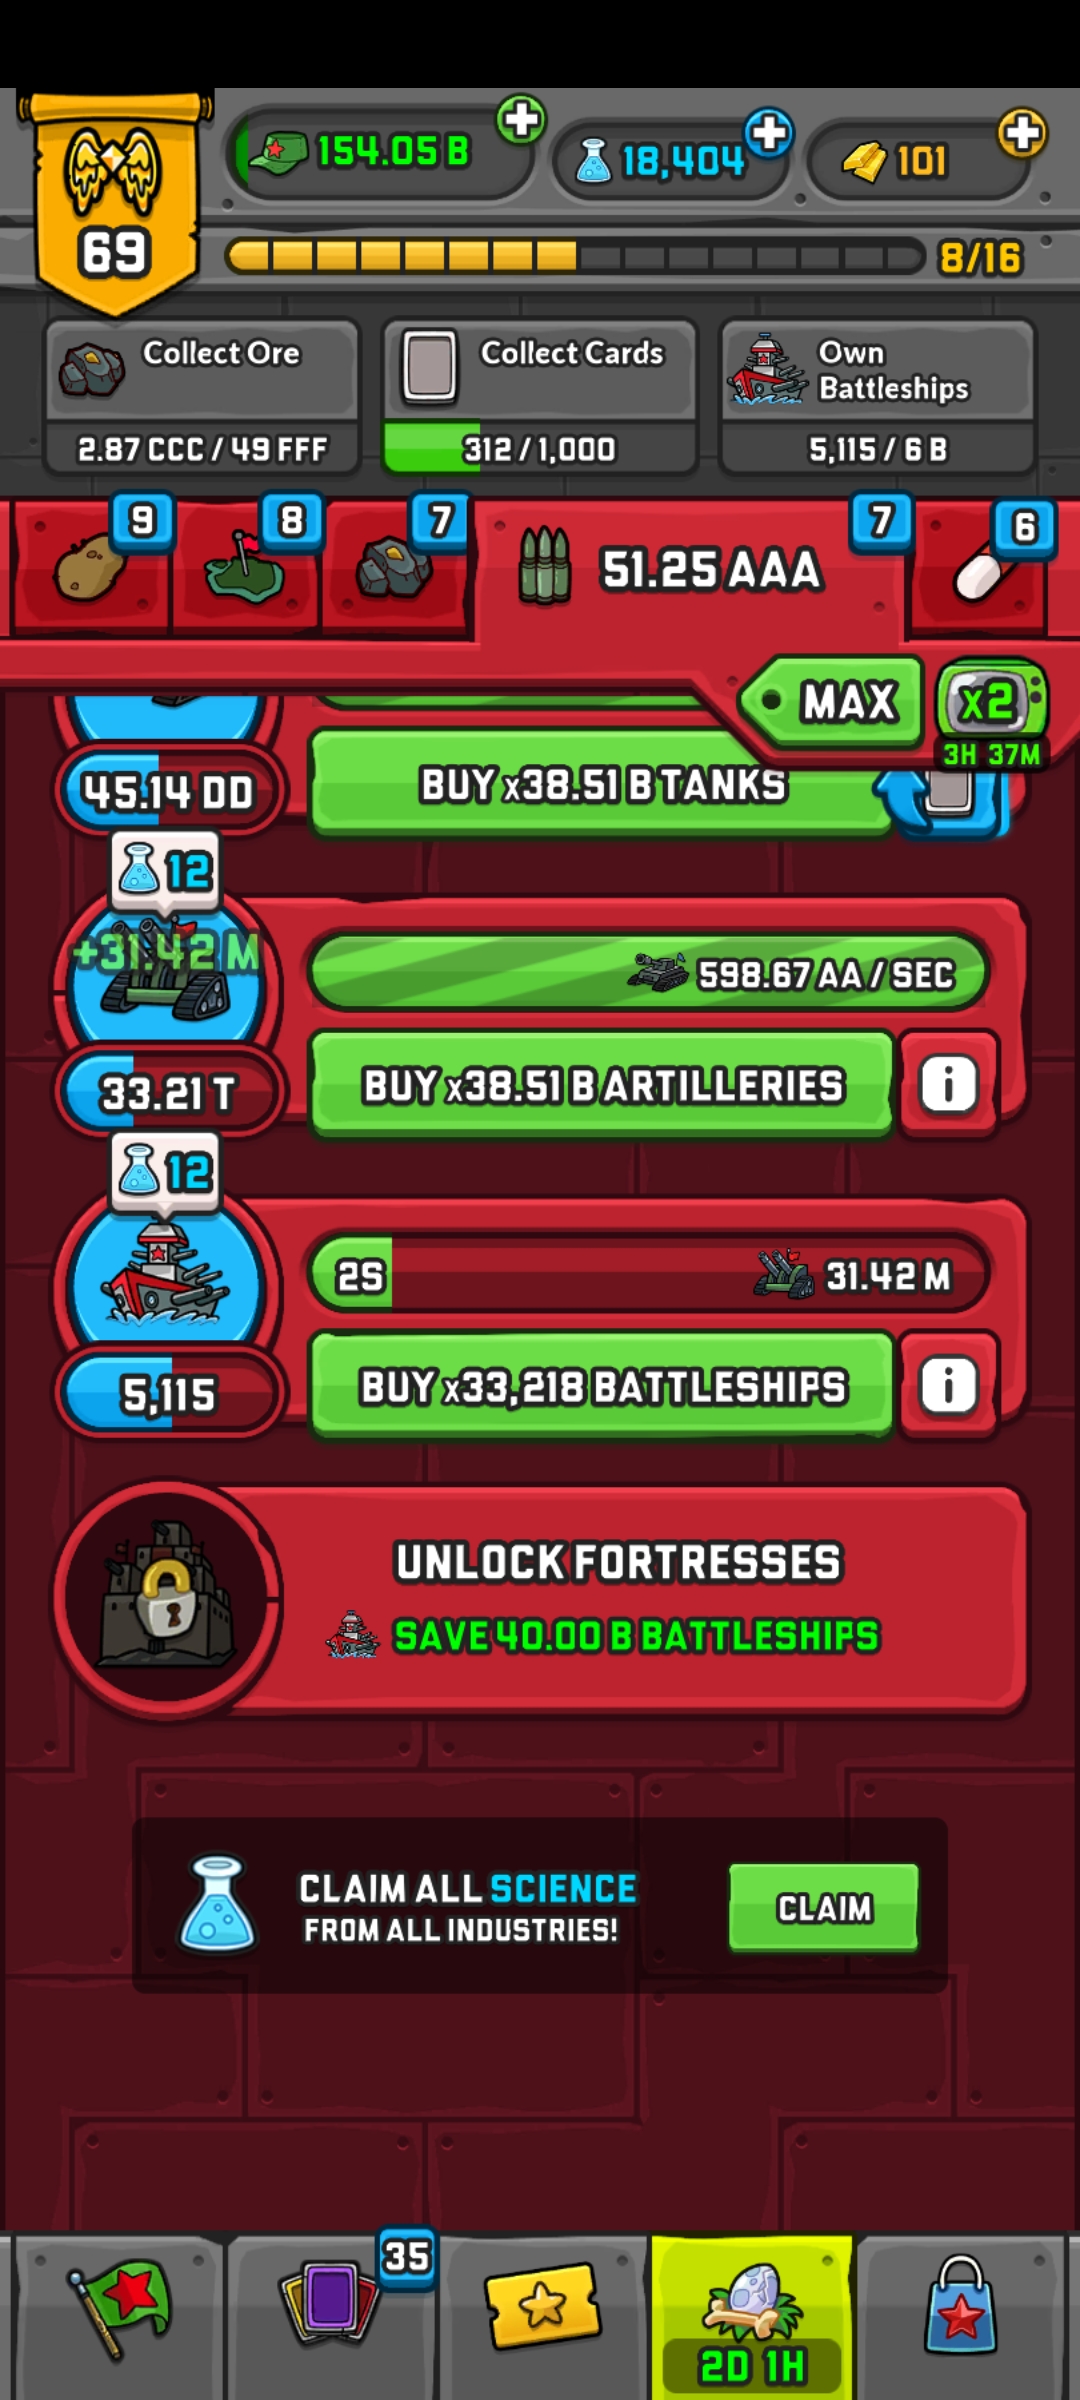 154.05 B
18,404
101
69
8/16
Collect Ore
2.87 CCC / 49 FFF
Collect Cards
312 / 1,000
Own
Battleships
5,115 / 6 B
9
8
7
51.25 AAA
7
6
MAX
x2
3H 37M
45.14 DD
BUY x38.51 B TANKS
12
+31.42 M
598.67 AA / SEC
33.21 T
BUY x38.51 B ARTILLERIES
i
12
2S
31.42 M
5,115
BUY x33,218 BATTLESHIPS
i
UNLOCK FORTRESSES
SAVE 40.00 B BATTLESHIPS
CLAIM ALL SCIENCE
FROM ALL INDUSTRIES!
CLAIM
35
2D 1H